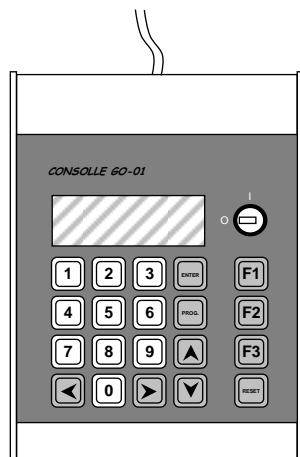 CONSOLLE GO-01
I
O
1 2 3 ENTER F1
4 5 6 PROG. F2
7 8 9 F3
0 RESET